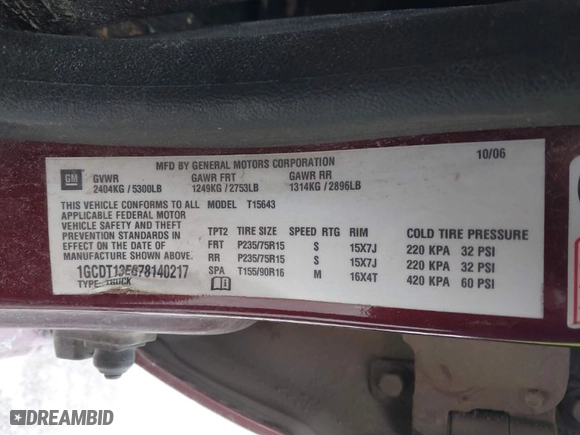 MFD BY GENERAL MOTORS CORPORATION 10/06
GM
GVWR GAWR FRT GAWR RR
2404KG / 5300LB 1249KG / 2753LB 1314KG / 2896LB
THIS VEHICLE CONFORMS TO ALL MODEL T15643
APPLICABLE FEDERAL MOTOR
VEHICLE SAFETY AND THEFT
PREVENTION STANDARDS IN
EFFECT ON THE DATE OF
MANUFACTURE SHOWN ABOVE.
TPT2 TIRE SIZE SPEED RTG RIM COLD TIRE PRESSURE
FRT P235/75R15 S 15X7J 220 KPA 32 PSI
RR P235/75R15 S 15X7J 220 KPA 32 PSI
SPA T155/90R16 M 16X4T 420 KPA 60 PSI
1GCDT13E678140217
TYPE: TRUCK
DREAMBID